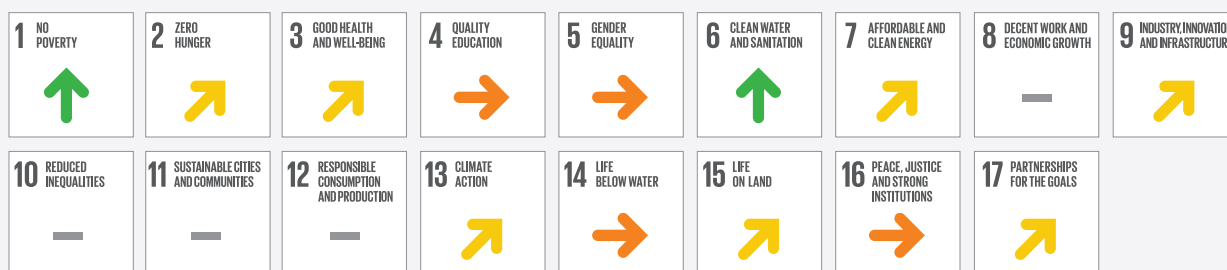 1 NO POVERTY
2 ZERO HUNGER
3 GOOD HEALTH AND WELL-BEING
4 QUALITY EDUCATION
5 GENDER EQUALITY
6 CLEAN WATER AND SANITATION
7 AFFORDABLE AND CLEAN ENERGY
8 DECENT WORK AND ECONOMIC GROWTH
9 INDUSTRY, INNOVATIO AND INFRASTRUCTUR
10 REDUCED INEQUALITIES
11 SUSTAINABLE CITIES AND COMMUNITIES
12 RESPONSIBLE CONSUMPTION AND PRODUCTION
13 CLIMATE ACTION
14 LIFE BELOW WATER
15 LIFE ON LAND
16 PEACE, JUSTICE AND STRONG INSTITUTIONS
17 PARTNERSHIPS FOR THE GOALS